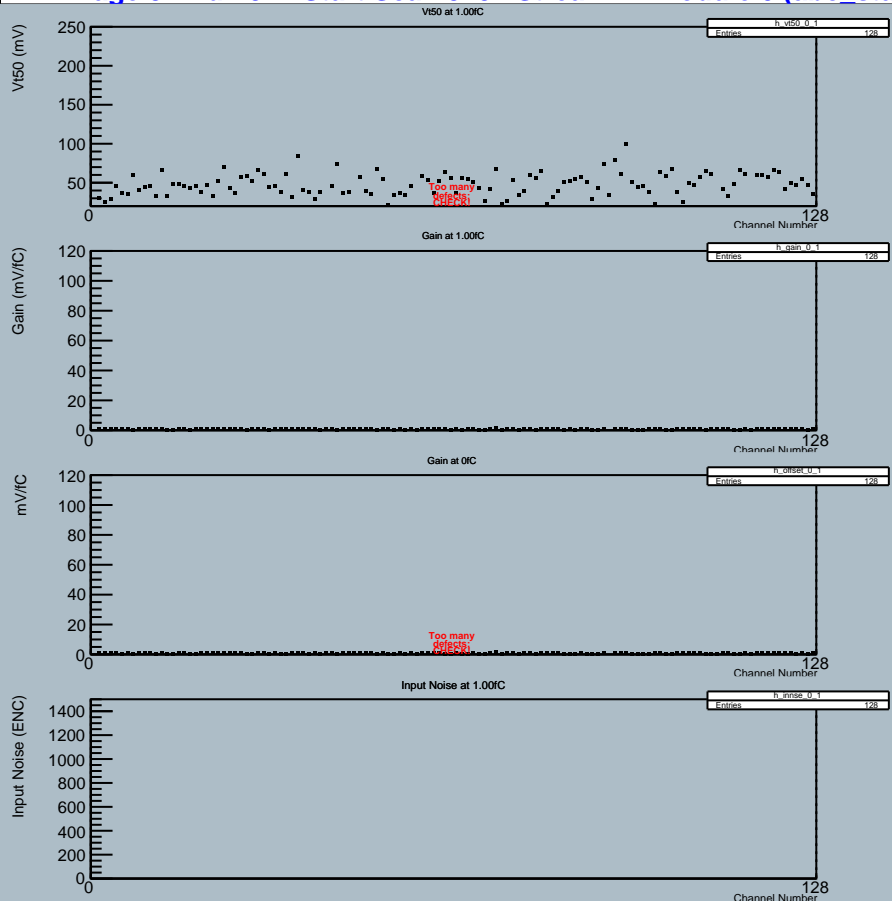 Vt50 at 1.00fC
h_vt50_0_1
Entries 128
Vt50 (mV)
250
200
150
100
50
Too many
defects:
CHECK!
0
128
Channel Number
Gain at 1.00fC
h_gain_0_1
Entries 128
Gain (mV/fC)
120
100
80
60
40
20
0
0
128
Channel Number
Gain at 0fC
h_offset_0_1
Entries 128
mV/fC
120
100
80
60
40
20
Too many
defects:
CHECK!
0
0
128
Channel Number
Input Noise at 1.00fC
h_innse_0_1
Entries 128
Input Noise (ENC)
1400
1200
1000
800
600
400
200
0
0
128
Channel Number